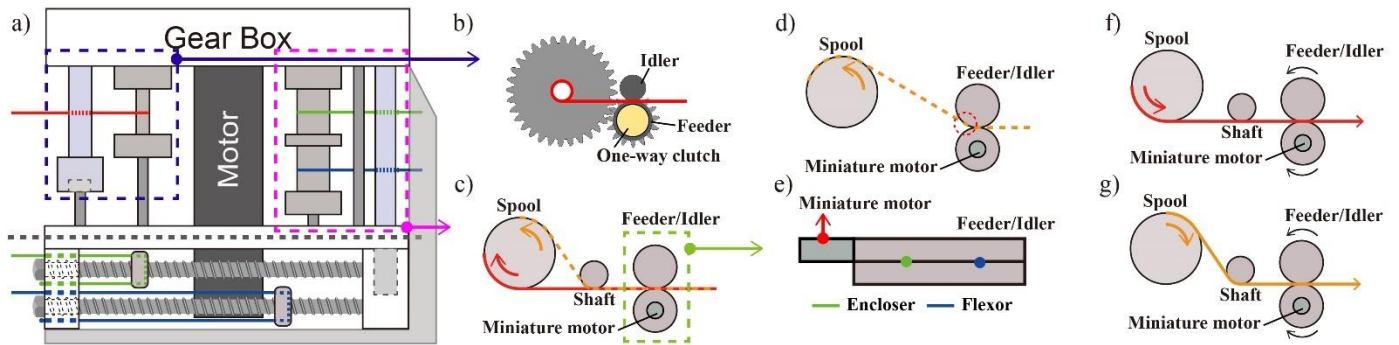 a)
Gear Box
Motor
b)
Idler
Feeder
One-way clutch
c)
Spool
Feeder/Idler
Shaft
Miniature motor
d)
Spool
Feeder/Idler
Miniature motor
e)
Miniature motor
Feeder/Idler
Encloser
Flexor
f)
Spool
Feeder/Idler
Shaft
Miniature motor
g)
Spool
Feeder/Idler
Shaft
Miniature motor